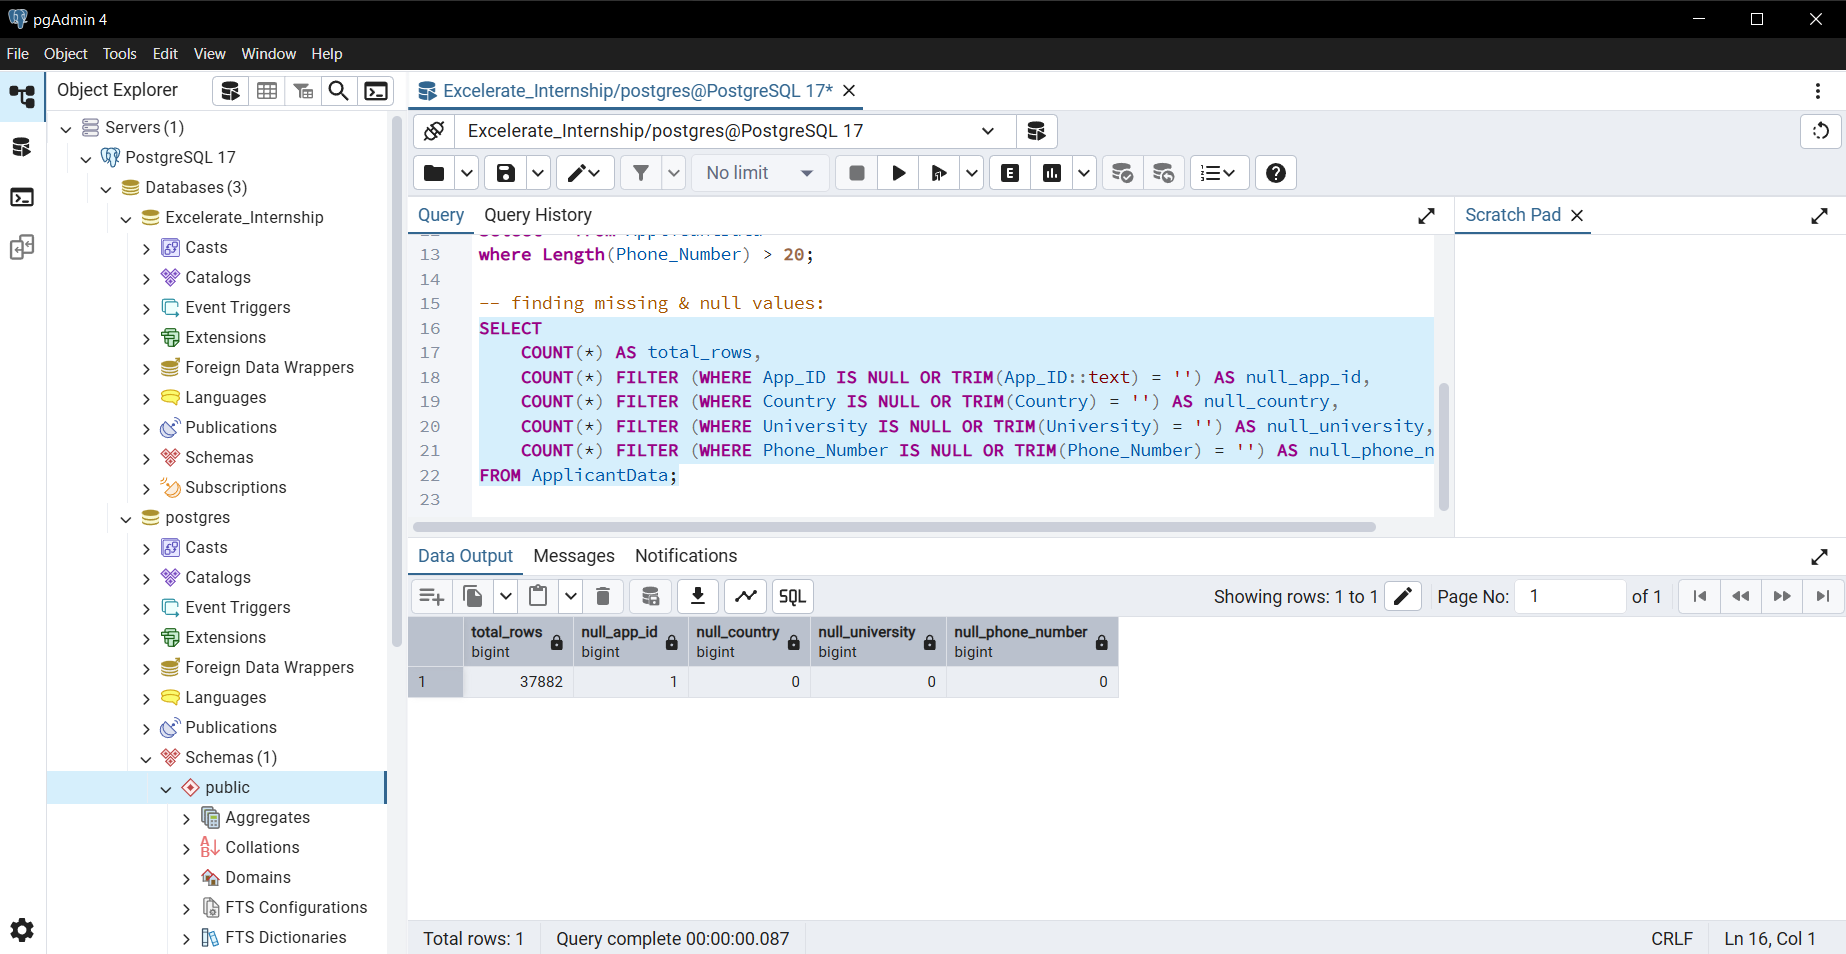 pgAdmin 4
File Object Tools Edit View Window Help
Object Explorer
Servers (1)
PostgreSQL 17
Databases (3)
Excelerate_Internship
Casts
Catalogs
Event Triggers
Extensions
Foreign Data Wrappers
Languages
Publications
Schemas
Subscriptions
postgres
Casts
Catalogs
Event Triggers
Extensions
Foreign Data Wrappers
Languages
Publications
Schemas (1)
public
Aggregates
Collations
Domains
FTS Configurations
FTS Dictionaries
Excelerate_Internship/postgres@PostgreSQL 17*
Excelerate_Internship/postgres@PostgreSQL 17
No limit
E
Query Query History
Scratch Pad
13 where Length(Phone_Number) > 20;
14
15 -- finding missing & null values:
16 SELECT
17 COUNT(*) AS total_rows,
18 COUNT(*) FILTER (WHERE App_ID IS NULL OR TRIM(App_ID::text) = '') AS null_app_id,
19 COUNT(*) FILTER (WHERE Country IS NULL OR TRIM(Country) = '') AS null_country,
20 COUNT(*) FILTER (WHERE University IS NULL OR TRIM(University) = '') AS null_university,
21 COUNT(*) FILTER (WHERE Phone_Number IS NULL OR TRIM(Phone_Number) = '') AS null_phone_n
22 FROM ApplicantData;
23
Data Output Messages Notifications
SQL
Showing rows: 1 to 1
Page No: 1 of 1
total_rows null_app_id null_country null_university null_phone_number
bigint bigint bigint bigint bigint
1 37882 1 0 0 0
Total rows: 1 Query complete 00:00:00.087
CRLF Ln 16, Col 1